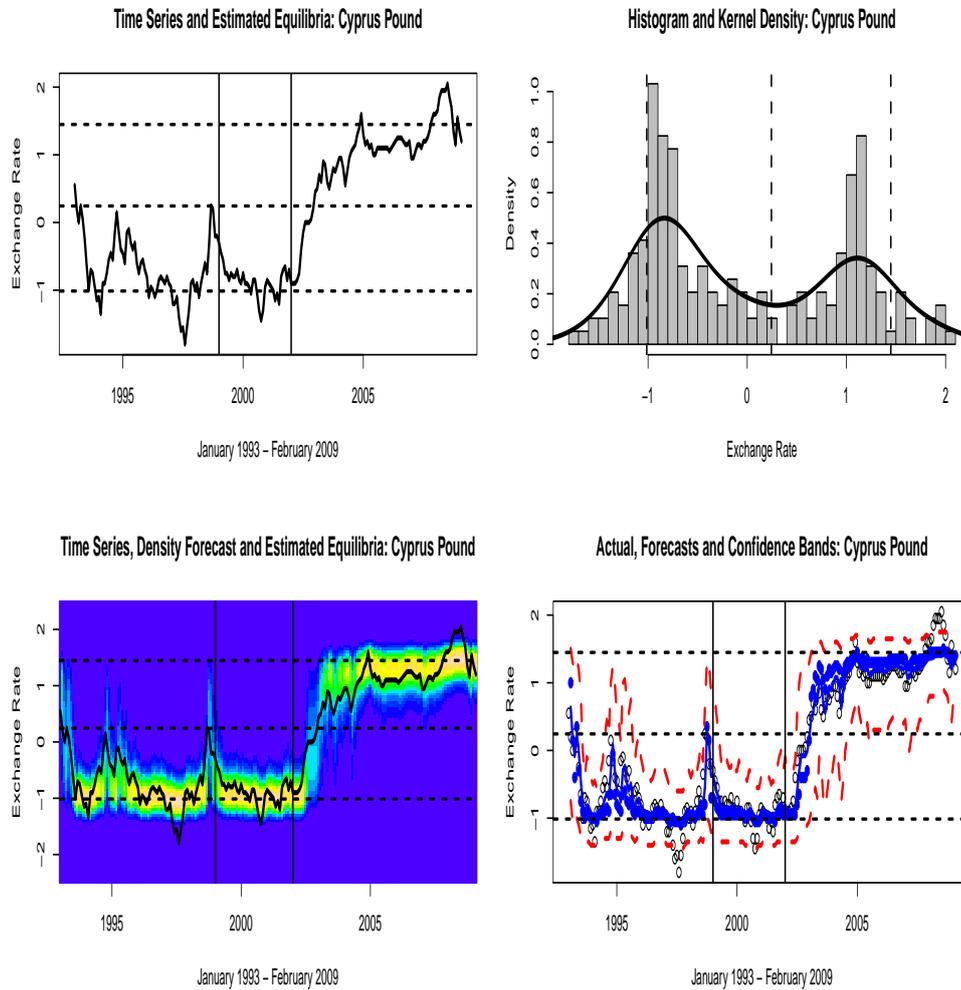 Time Series and Estimated Equilibria: Cyprus Pound
Exchange Rate
2
1
0
−1
1995 2000 2005
January 1993 − February 2009
Histogram and Kernel Density: Cyprus Pound
Density
1.0
0.8
0.6
0.4
0.2
0.0
−1 0 1 2
Exchange Rate
Time Series, Density Forecast and Estimated Equilibria: Cyprus Pound
Exchange Rate
2
1
0
−1
−2
1995 2000 2005
January 1993 − February 2009
Actual, Forecasts and Confidence Bands: Cyprus Pound
Exchange Rate
2
1
0
−1
1995 2000 2005
January 1993 − February 2009